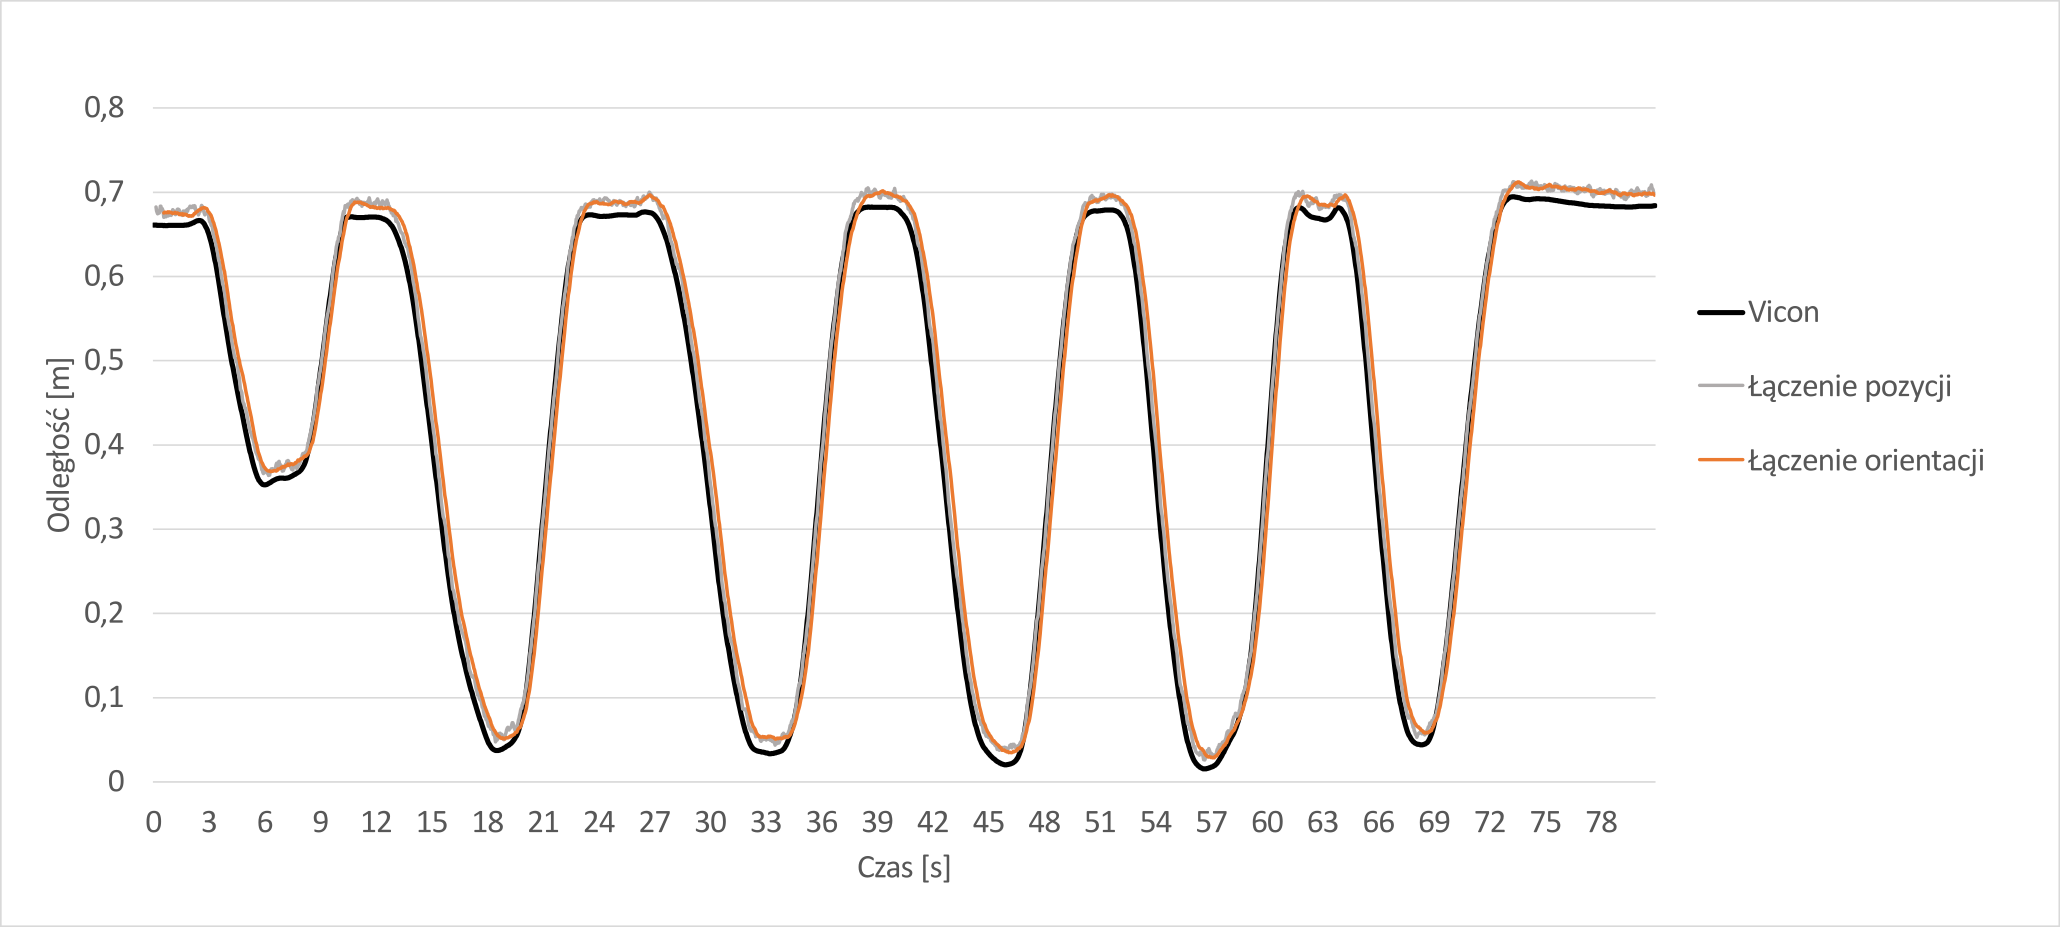 0,8
0,7
0,6
0,5
0,4
0,3
0,2
0,1
0
Odległość [m]
0 3 6 9 12 15 18 21 24 27 30 33 36 39 42 45 48 51 54 57 60 63 66 69 72 75 78
Czas [s]
Vicon
Łączenie pozycji
Łączenie orientacji